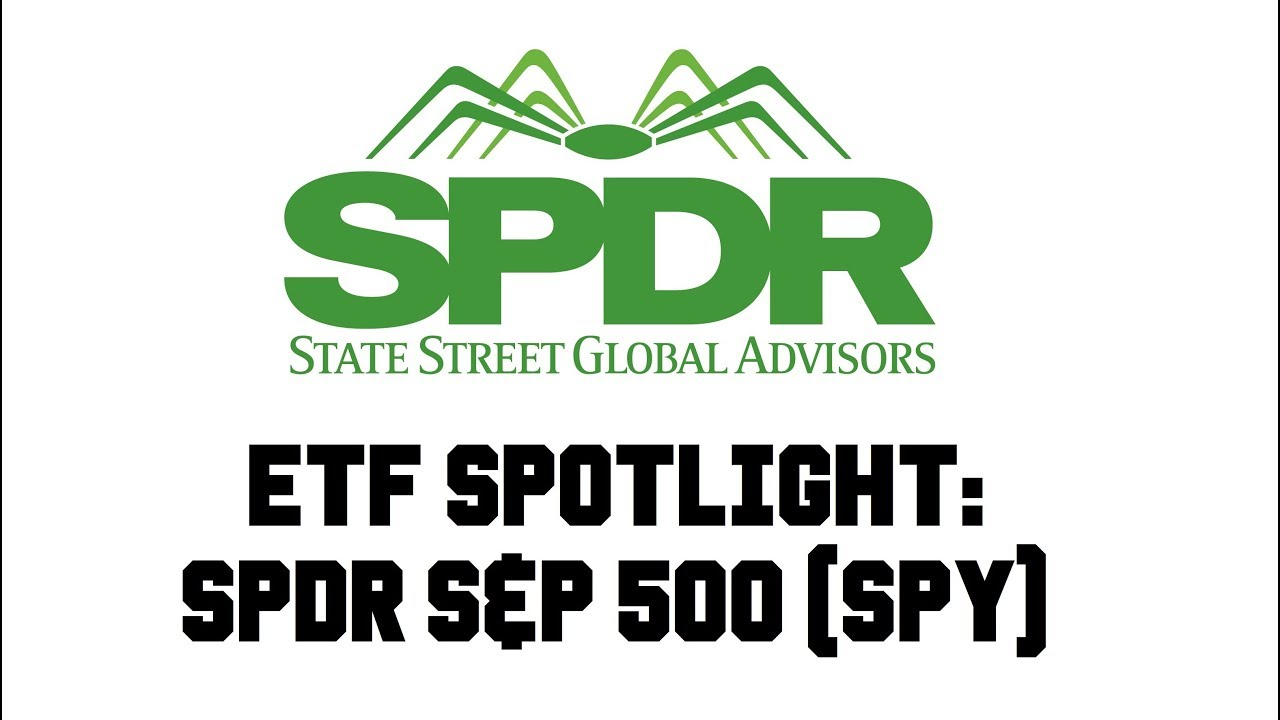 SPDR
STATE STREET GLOBAL ADVISORS
ETF SPOTLIGHT:
SPDR S&P 500 (SPY)